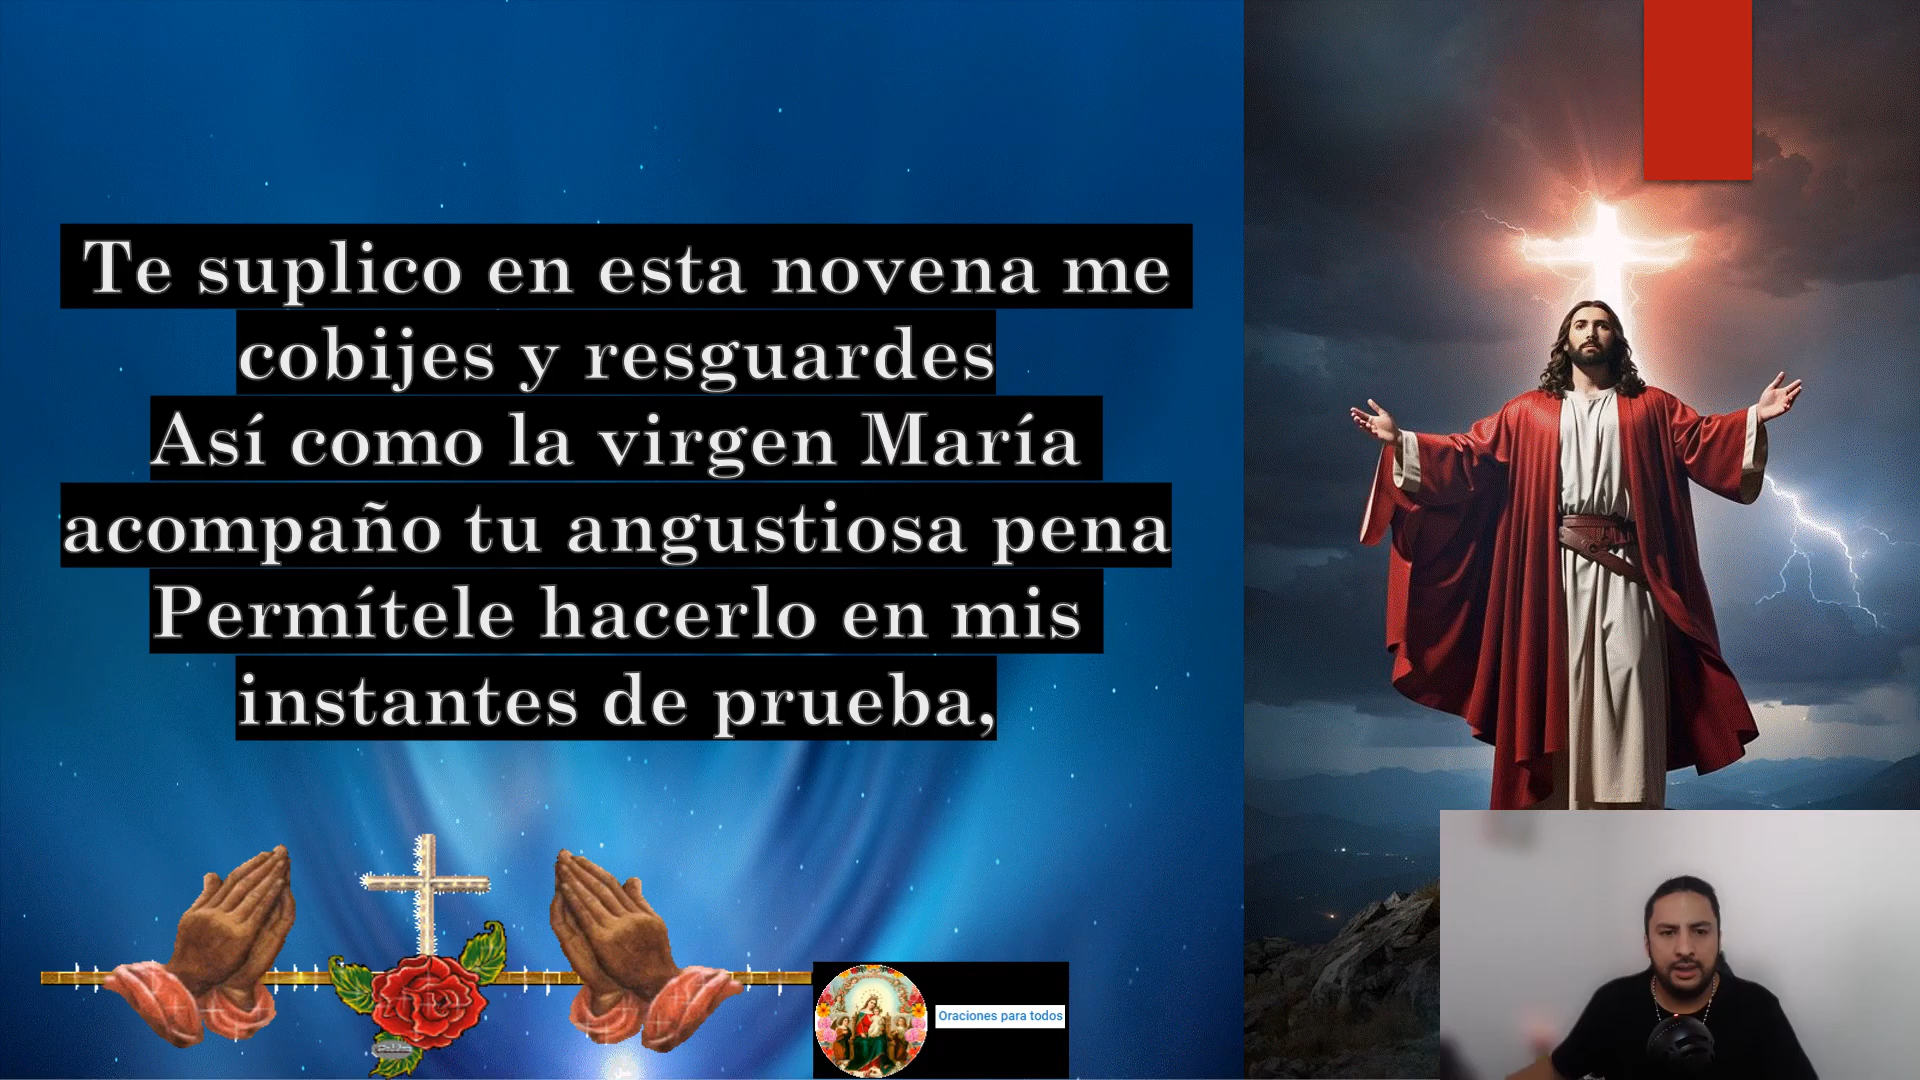 Te suplico en esta novena me
cobijes y resguardes
Así como la virgen María
acompaño tu angustiosa pena
Permítele hacerlo en mis
instantes de prueba,
Oraciones para todos